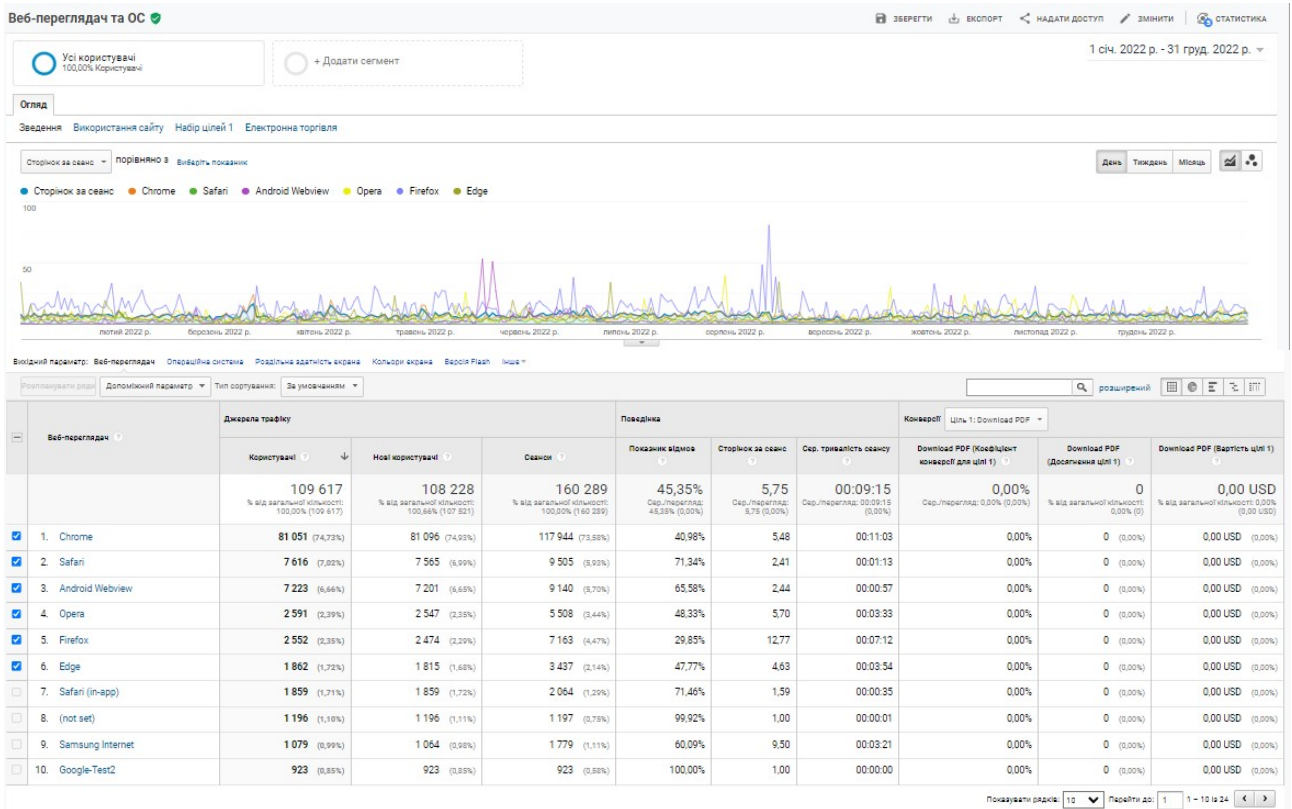 Веб-переглядач та ОС
ЗБЕРЕГТИ ЕКСПОРТ НАДАТИ ДОСТУП ЗМІНИТИ СТАТИСТИКА
Усі користувачі
100,00% Користувачі
+ Додати сегмент
1 січ. 2022 р. - 31 груд. 2022 р.
Огляд
Зведення Використання сайту Набір цілей 1 Електронна торгівля
Сторінок за сеанс порівняно з Виберіть показник
День Тиждень Місяць
Сторінок за сеанс Chrome Safari Android Webview Opera Firefox Edge
100
50
лютий 2022 р. березень 2022 р. квітень 2022 р. травень 2022 р. червень 2022 р. липень 2022 р. серпень 2022 р. вересень 2022 р. жовтень 2022 р. листопад 2022 р. грудень 2022 р.
Вихідний параметр: Веб-переглядач Операційна система Роздільна здатність екрана Кольори екрана Версія Flash Інше
Розпланувати ряди Допоміжний параметр Тип сортування: За умовчанням розширений
Веб-переглядач Джерела трафіку Поведінка Конверсії Ціль 1: Download PDF
Користувачі Нові користувачі Сеанси Показник відмов Сторінок за сеанс Сер. тривалість сеансу Download PDF (Коефіцієнт конверсії для цілі 1) Download PDF (Досягнення цілі 1) Download PDF (Вартість цілі 1)
109 617 108 228 160 289 45,35% 5,75 00:09:15 0,00% 0 0,00 USD
% від загальної кількості: 100,00% (109 617) % від загальної кількості: 100,66% (107 521) % від загальної кількості: 100,00% (160 289) Сер./перегляд: 45,35% (0,00%) Сер./перегляд: 5,75 (0,00%) Сер./перегляд: 00:09:15 (0,00%) Сер./перегляд: 0,00% (0,00%) % від загальної кількості: 0,00% (0) % від загальної кількості: 0,00% (0,00 USD)
1. Chrome 81 051 (74,73%) 81 096 (74,93%) 117 944 (73,58%) 40,98% 5,48 00:11:03 0,00% 0 (0,00%) 0,00 USD (0,00%)
2. Safari 7 616 (7,02%) 7 565 (6,99%) 9 505 (5,93%) 71,34% 2,41 00:01:13 0,00% 0 (0,00%) 0,00 USD (0,00%)
3. Android Webview 7 223 (6,66%) 7 201 (6,65%) 9 140 (5,70%) 65,58% 2,44 00:00:57 0,00% 0 (0,00%) 0,00 USD (0,00%)
4. Opera 2 591 (2,39%) 2 547 (2,35%) 5 508 (3,44%) 48,33% 5,70 00:03:33 0,00% 0 (0,00%) 0,00 USD (0,00%)
5. Firefox 2 552 (2,35%) 2 474 (2,29%) 7 163 (4,47%) 29,85% 12,77 00:07:12 0,00% 0 (0,00%) 0,00 USD (0,00%)
6. Edge 1 862 (1,72%) 1 815 (1,68%) 3 437 (2,14%) 47,77% 4,63 00:03:54 0,00% 0 (0,00%) 0,00 USD (0,00%)
7. Safari (in-app) 1 859 (1,71%) 1 859 (1,72%) 2 064 (1,29%) 71,46% 1,59 00:00:35 0,00% 0 (0,00%) 0,00 USD (0,00%)
8. (not set) 1 196 (1,10%) 1 196 (1,11%) 1 197 (0,75%) 99,92% 1,00 00:00:01 0,00% 0 (0,00%) 0,00 USD (0,00%)
9. Samsung Internet 1 079 (0,99%) 1 064 (0,98%) 1 779 (1,11%) 60,09% 9,50 00:03:21 0,00% 0 (0,00%) 0,00 USD (0,00%)
10. Google-Test2 923 (0,85%) 923 (0,85%) 923 (0,58%) 100,00% 1,00 00:00:00 0,00% 0 (0,00%) 0,00 USD (0,00%)
Показувати рядків: 10 Перейти до: 1 1 – 10 із 24